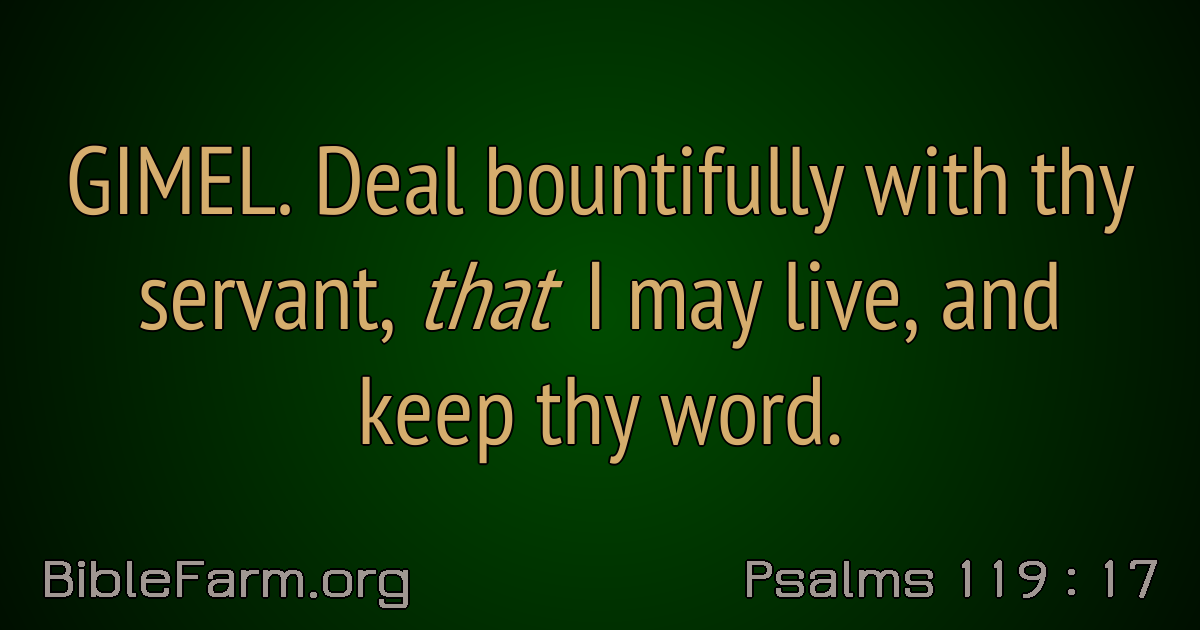 GIMEL. Deal bountifully with thy
servant, that I may live, and
keep thy word.
BibleFarm.org
Psalms 119 : 17